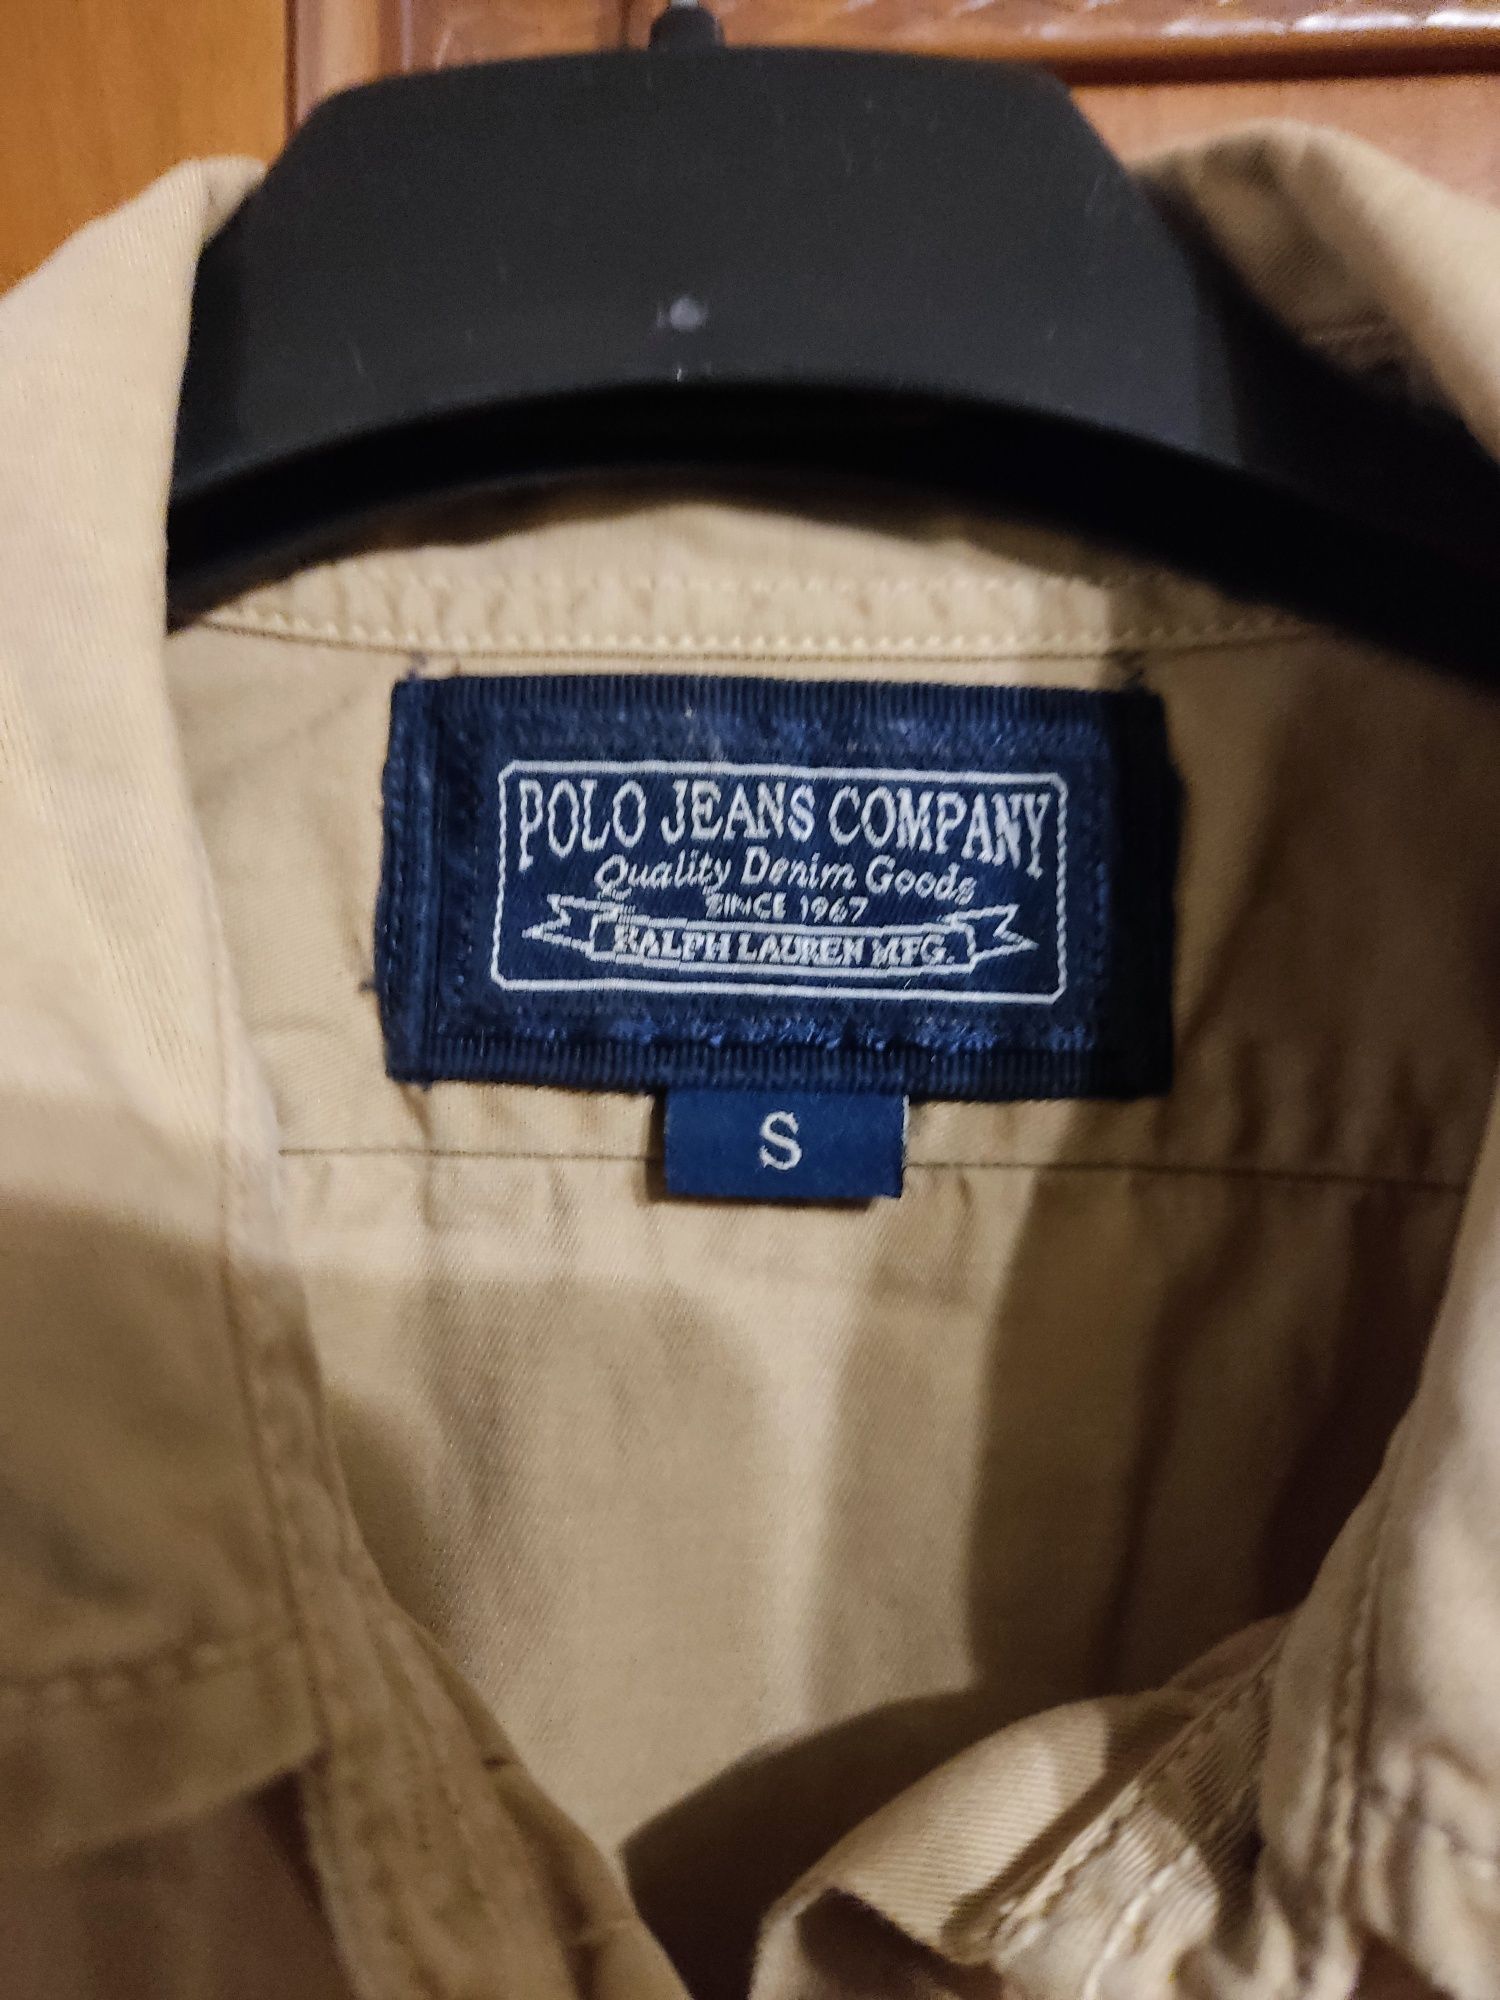 POLO JEANS COMPANY
Quality Denim Goods
SINCE 1967
RALPH LAUREN MFG.
S